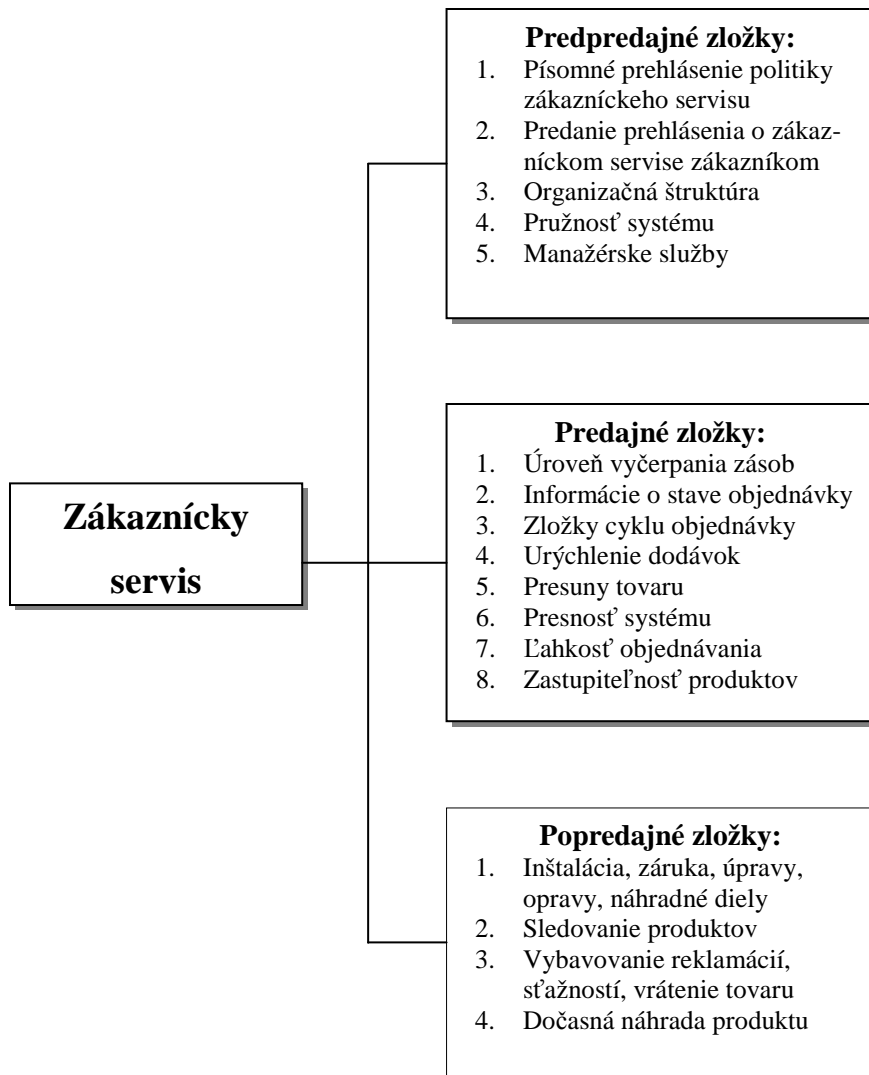 Predpredajné zložky:
1. Písomné prehlásenie politiky
zákazníckeho servisu
2. Predanie prehlásenia o zákaz-
níckom servise zákazníkom
3. Organizačná štruktúra
4. Pružnosť systému
5. Manažérske služby
Zákaznícky
servis
Predajné zložky:
1. Úroveň vyčerpania zásob
2. Informácie o stave objednávky
3. Zložky cyklu objednávky
4. Urýchlenie dodávok
5. Presuny tovaru
6. Presnosť systému
7. Ľahkosť objednávania
8. Zastupiteľnosť produktov
Popredajné zložky:
1. Inštalácia, záruka, úpravy,
opravy, náhradné diely
2. Sledovanie produktov
3. Vybavovanie reklamácií,
sťažností, vrátenie tovaru
4. Dočasná náhrada produktu